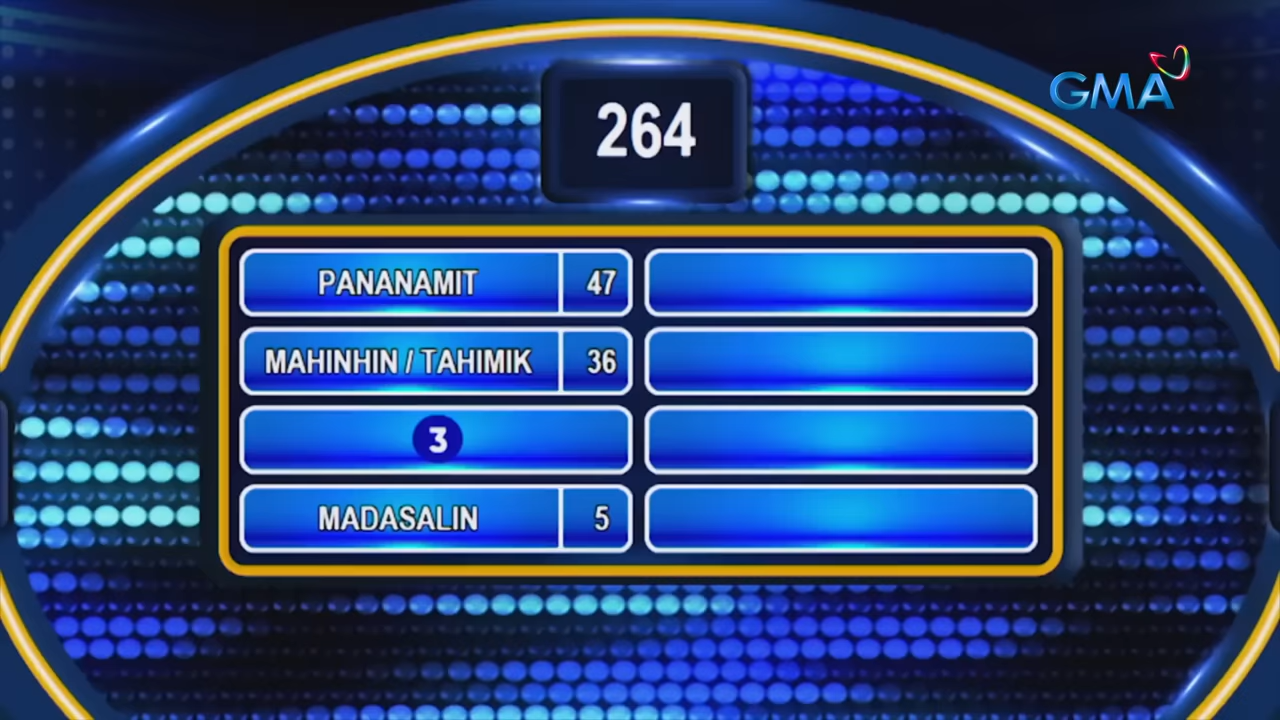 GMA
264
PANANAMIT 47
MAHINHIN / TAHIMIK 36
3
MADASALIN 5